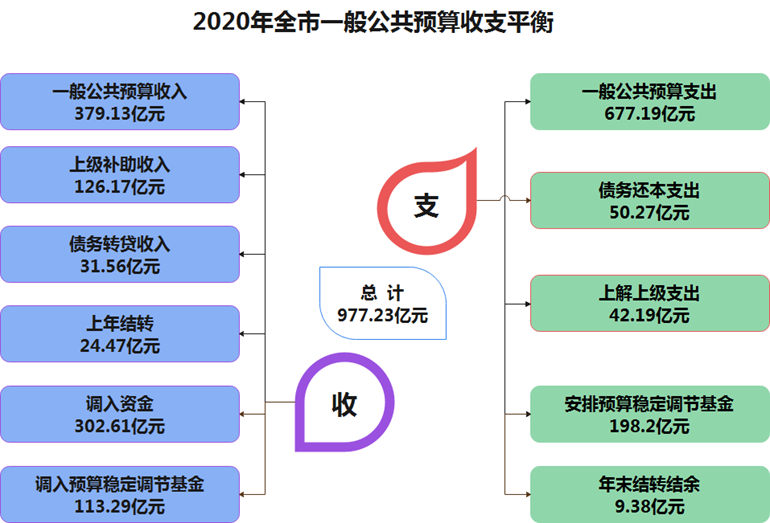 2020年全市一般公共预算收支平衡
一般公共预算收入
379.13亿元
上级补助收入
126.17亿元
债务转贷收入
31.56亿元
上年结转
24.47亿元
调入资金
302.61亿元
调入预算稳定调节基金
113.29亿元
支
总 计
977.23亿元
收
一般公共预算支出
677.19亿元
债务还本支出
50.27亿元
上解上级支出
42.19亿元
安排预算稳定调节基金
198.2亿元
年末结转结余
9.38亿元